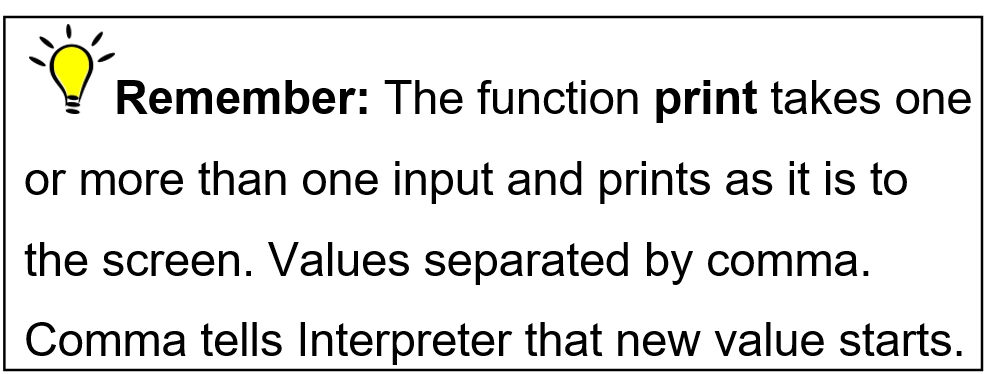 Remember: The function print takes one
or more than one input and prints as it is to
the screen. Values separated by comma.
Comma tells Interpreter that new value starts.